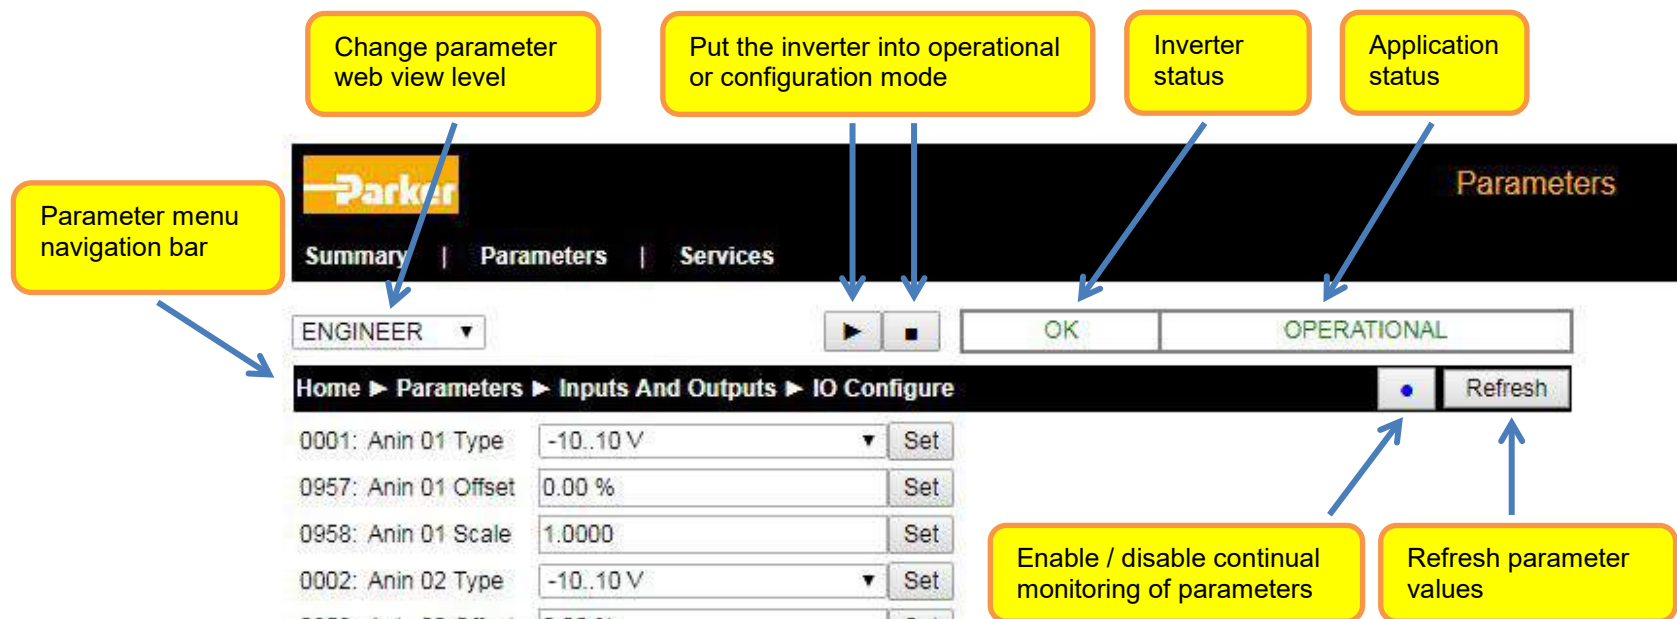 Change parameter
web view level
Put the inverter into operational
or configuration mode
Inverter
status
Application
status
Parker
Parameters
Parameter menu
navigation bar
Summary | Parameters | Services
ENGINEER ▼ ► ■ OK OPERATIONAL
Home ► Parameters ► Inputs And Outputs ► IO Configure ● Refresh
0001: Anin 01 Type -10..10 V ▼ Set
0957: Anin 01 Offset 0.00 % Set
0958: Anin 01 Scale 1.0000 Set
0002: Anin 02 Type -10..10 V ▼ Set
Enable / disable continual
monitoring of parameters
Refresh parameter
values